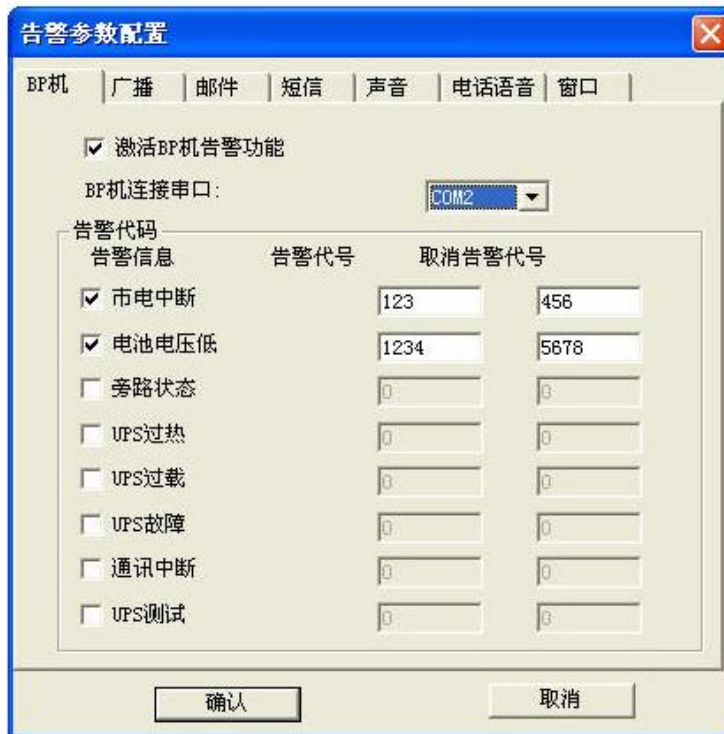 告警参数配置
BP机 广播 邮件 短信 声音 电话语音 窗口
激活BP机告警功能
BP机连接串口: COM2
告警代码
告警信息 告警代号 取消告警代号
市电中断 123 456
电池电压低 1234 5678
旁路状态 0 0
UPS过热 0 0
UPS过载 0 0
UPS故障 0 0
通讯中断 0 0
UPS测试 0 0
确认 取消